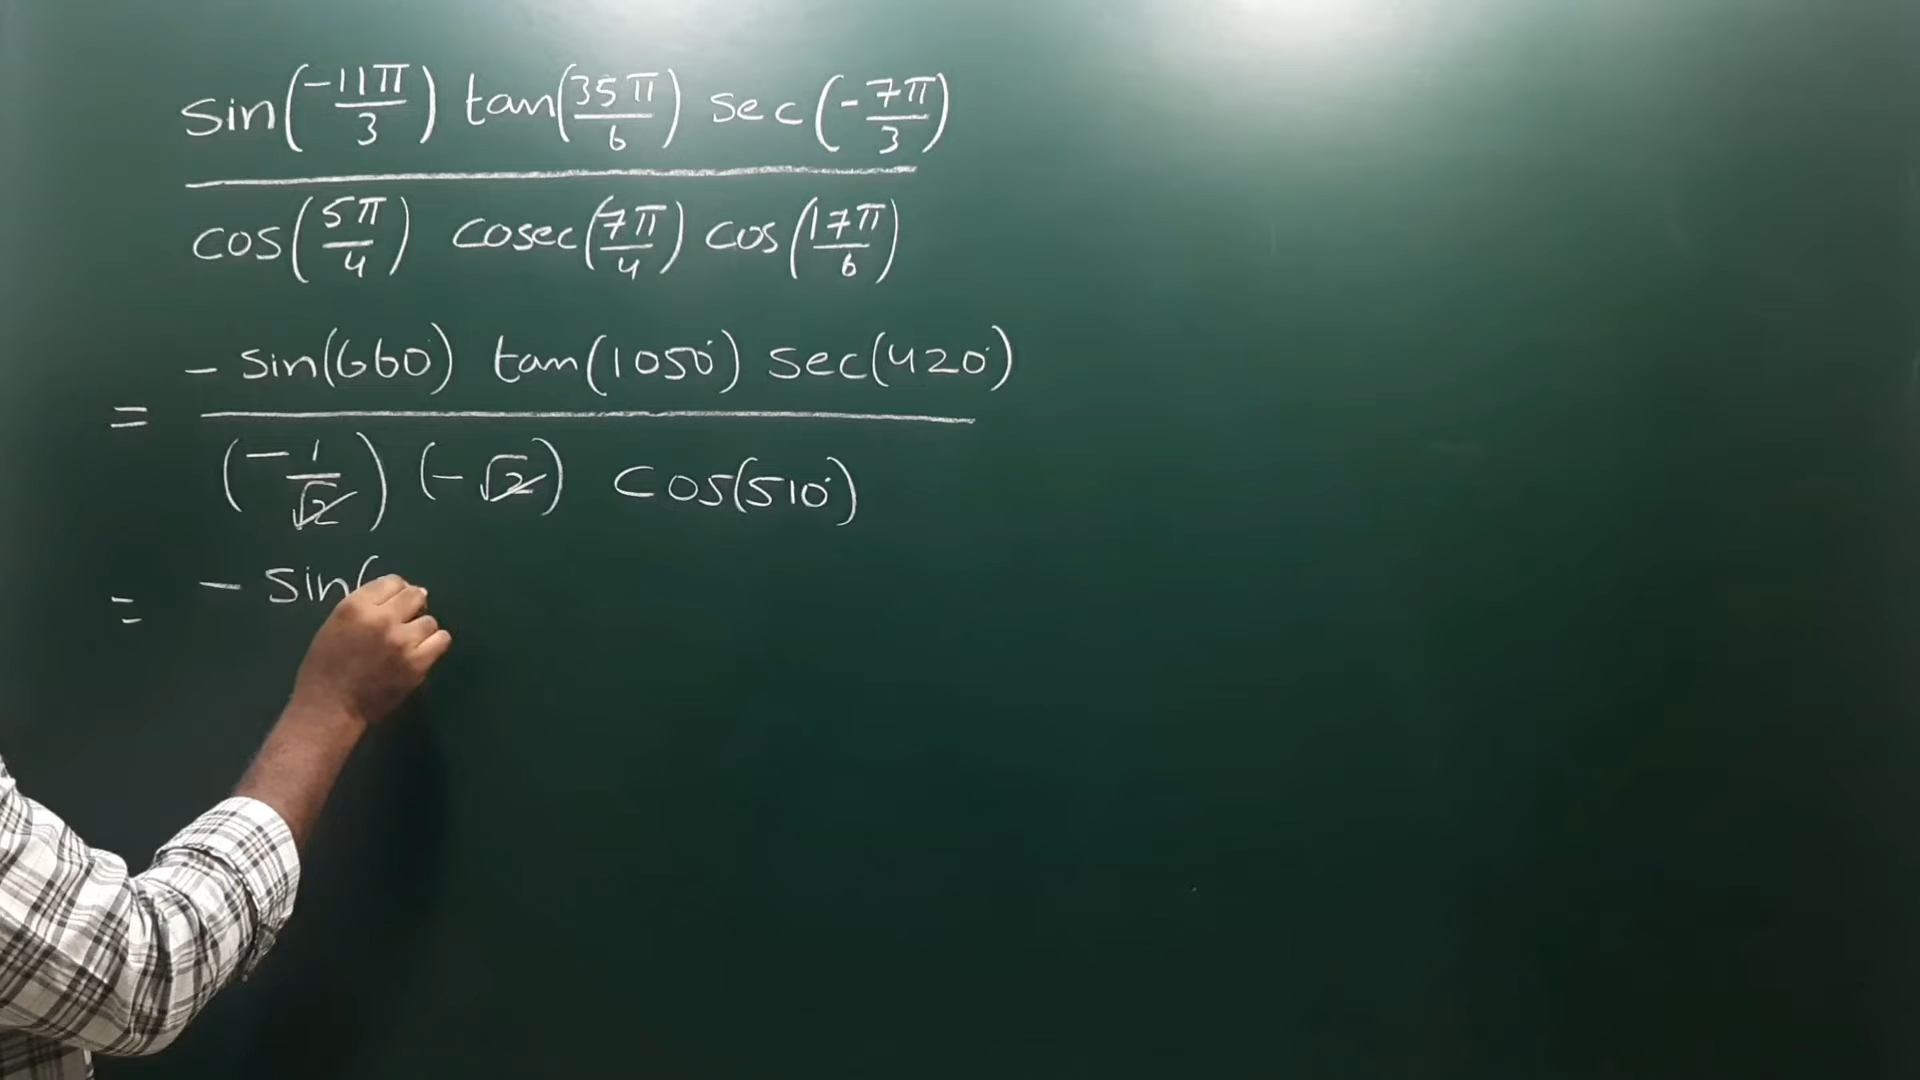 sin(-11π/3) tan(35π/6) sec(-7π/3)
cos(5π/4) cosec(7π/4) cos(17π/6)
- sin(660°) tan(1050°) sec(420°)
=
(-1/√2) (-√2) cos(510°)
= - sin(